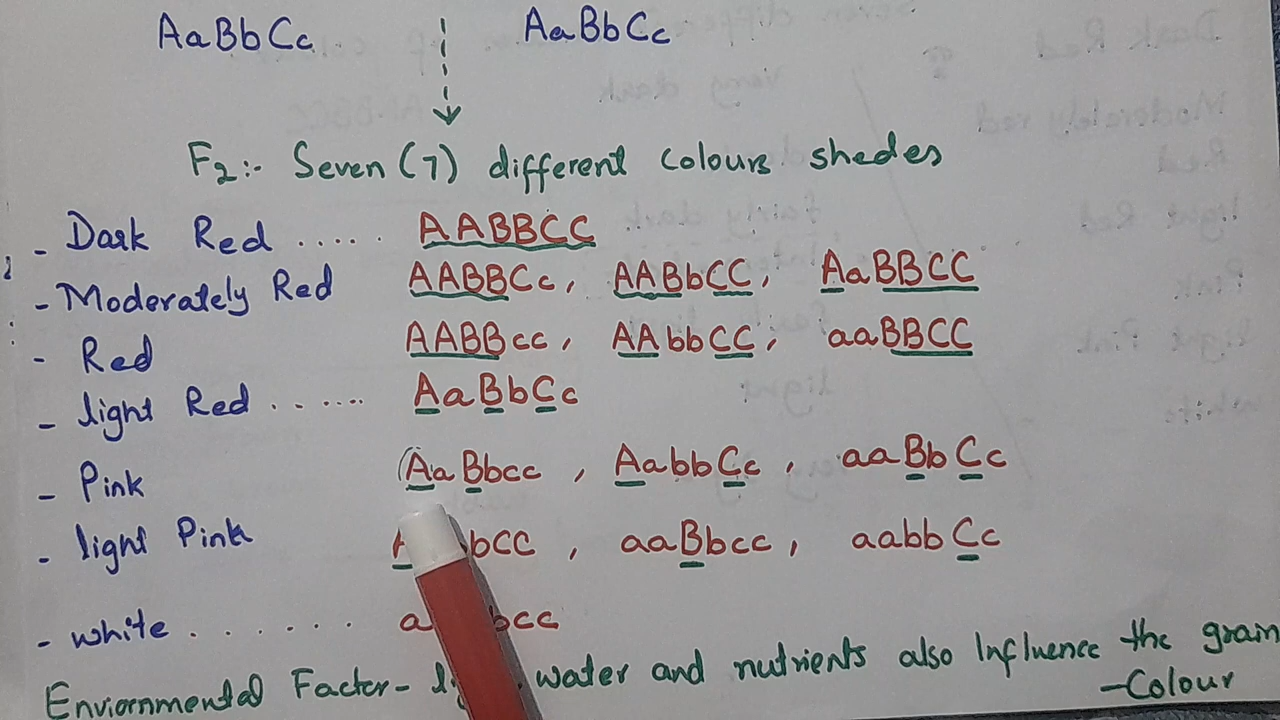 AaBbCc AaBbCc
F2:- Seven (7) different colours shades
- Dark Red ..... AABBCC
- Moderately Red AABBCc, AABbCC, AaBBCC
- Red AABBcc, AAbbCC, aaBBCC
- light Red ...... AaBbCc
- Pink (AaBbcc, AabbCc, aaBbCc
- light Pink bCC, aaBbcc, aabbCc
- white ...... a bcc
Enviornmental Factor- water and nutrients also Influence the grain
-Colour